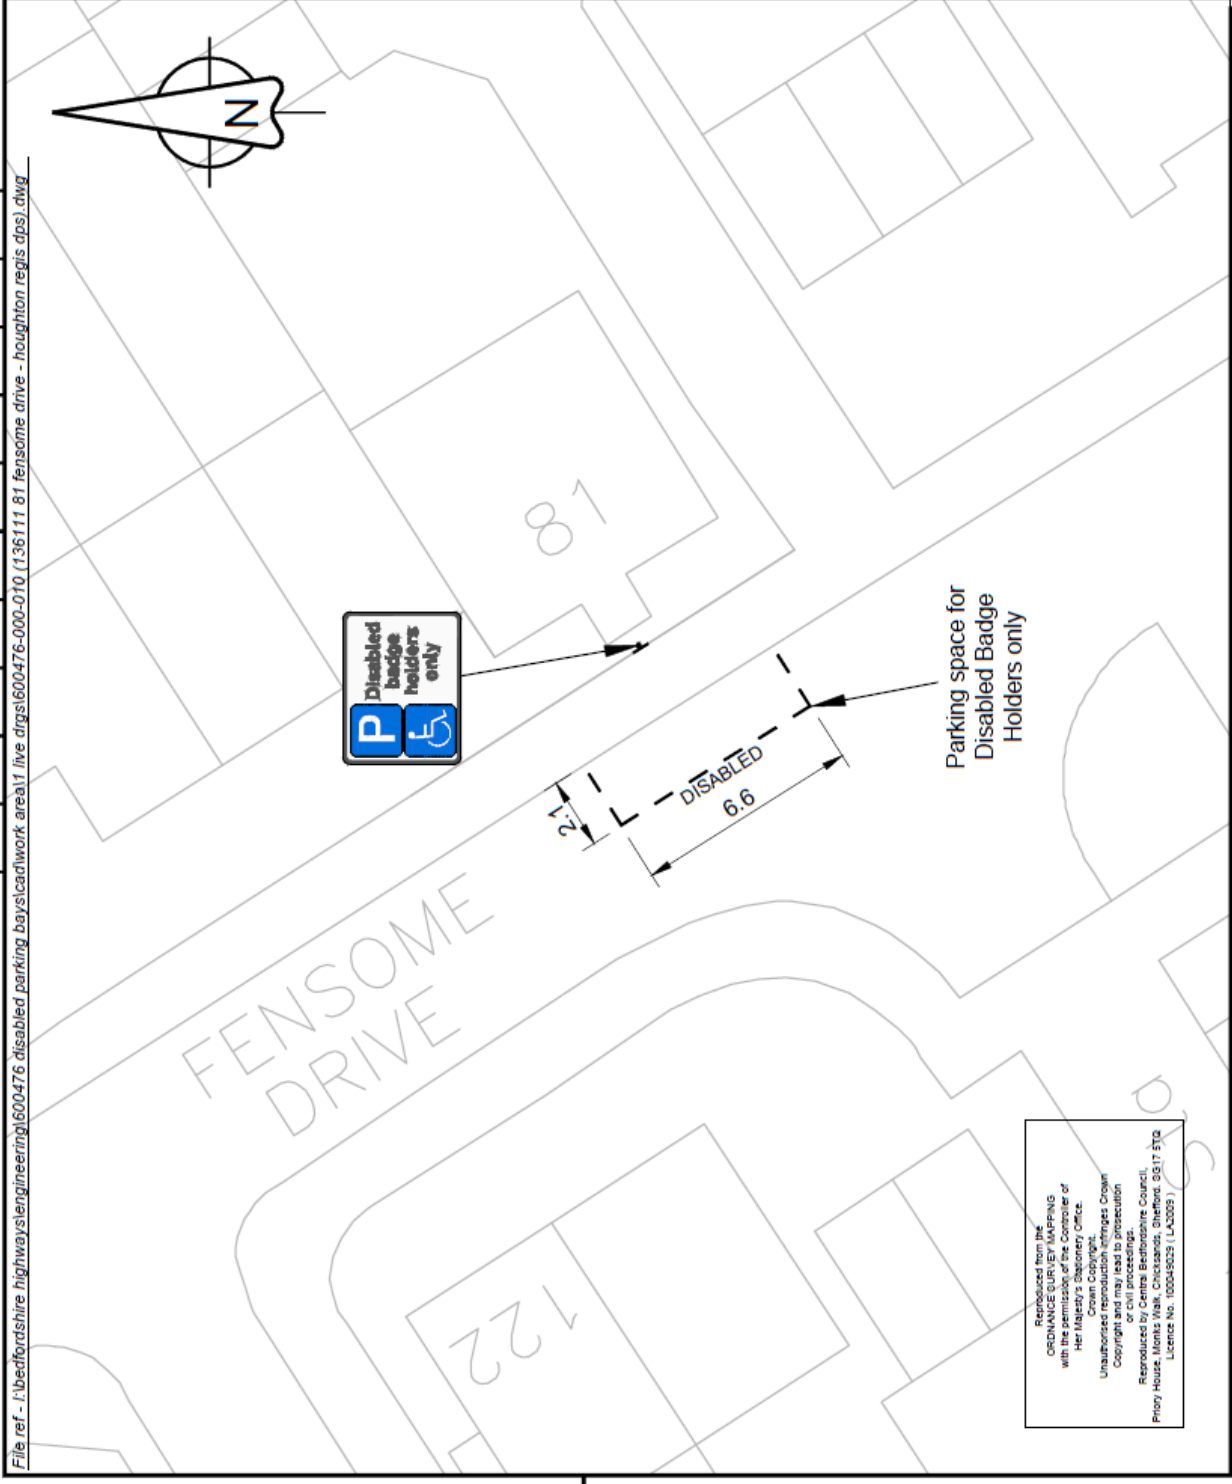 File ref - I:\bedfordshire highways\engineering\600476 disabled parking bays\cad\work area\1 live drgs\600476-000-010 (136111 81 fensome drive - houghton regis dps).dwg
N
P
Disabled
badge
holders
only
81
2.1
DISABLED
6.6
Parking space for
Disabled Badge
Holders only
FENSOME
DRIVE
122
Reproduced from the
ORDNANCE SURVEY MAPPING
with the permission of the Controller of
Her Majesty's Stationery Office.
Crown Copyright.
Unauthorised reproduction infringes Crown
Copyright and may lead to prosecution
or civil proceedings.
Reproduced by Central Bedfordshire Council,
Priory House, Monks Walk, Chicksands, Shefford. SG17 5TQ
Licence No. 100049029 ( LA2009 )